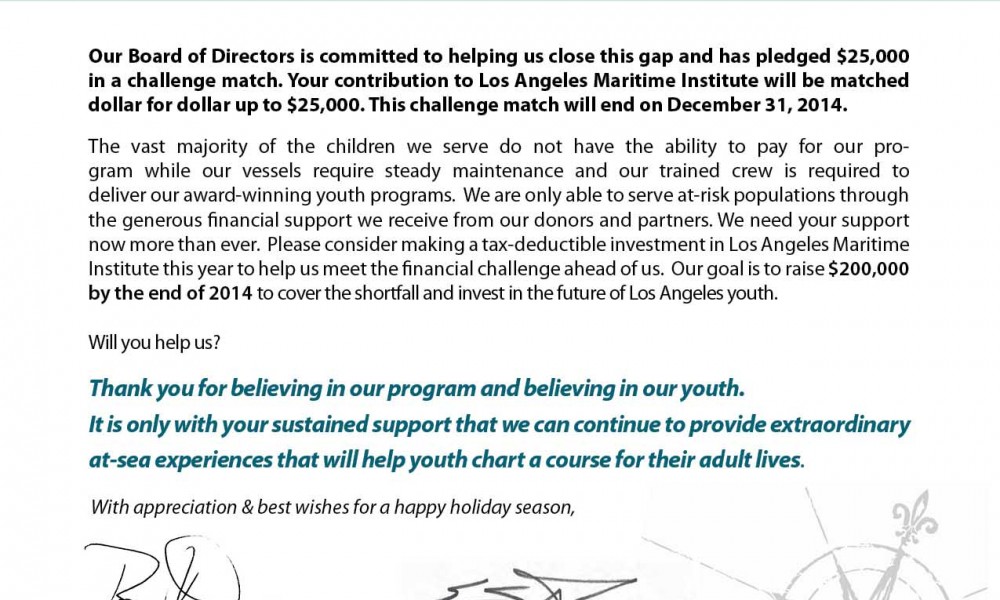 Our Board of Directors is committed to helping us close this gap and has pledged $25,000
in a challenge match. Your contribution to Los Angeles Maritime Institute will be matched
dollar for dollar up to $25,000. This challenge match will end on December 31, 2014.
The vast majority of the children we serve do not have the ability to pay for our pro-
gram while our vessels require steady maintenance and our trained crew is required to
deliver our award-winning youth programs. We are only able to serve at-risk populations through
the generous financial support we receive from our donors and partners. We need your support
now more than ever. Please consider making a tax-deductible investment in Los Angeles Maritime
Institute this year to help us meet the financial challenge ahead of us. Our goal is to raise $200,000
by the end of 2014 to cover the shortfall and invest in the future of Los Angeles youth.
Will you help us?
Thank you for believing in our program and believing in our youth.
It is only with your sustained support that we can continue to provide extraordinary
at-sea experiences that will help youth chart a course for their adult lives.
With appreciation & best wishes for a happy holiday season,